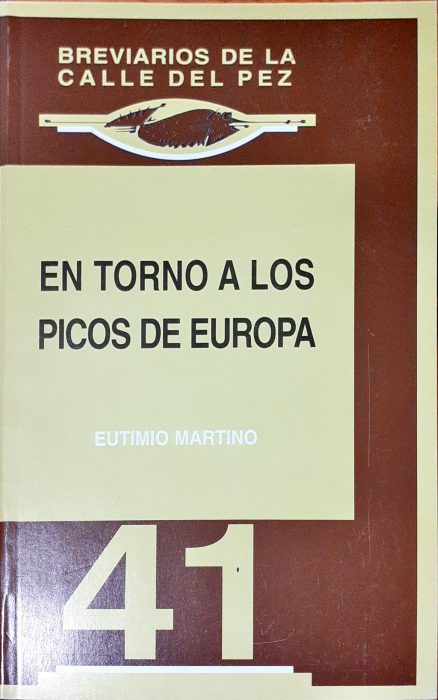 BREVIARIOS DE LA
CALLE DEL PEZ
EN TORNO A LOS
PICOS DE EUROPA
EUTIMIO MARTINO
41